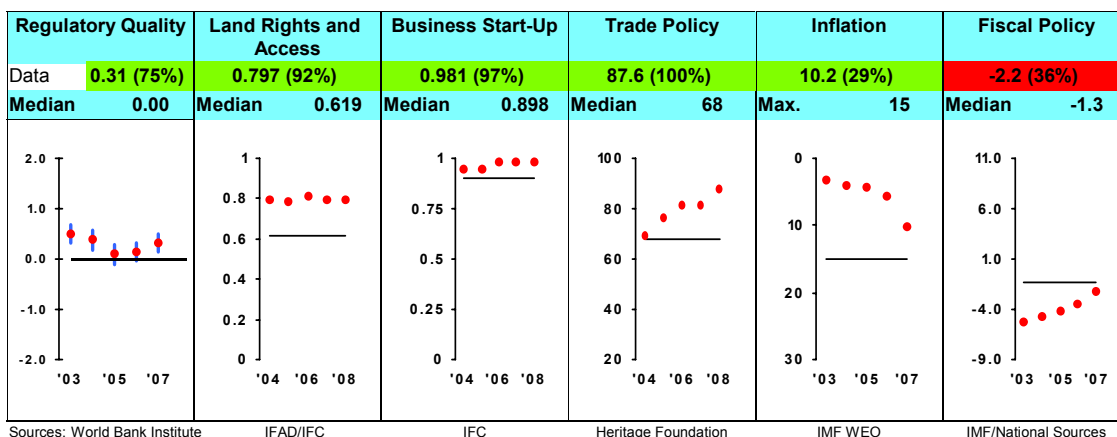 Regulatory Quality
Land Rights and
Access
Business Start-Up
Trade Policy
Inflation
Fiscal Policy
Data 0.31 (75%) 0.797 (92%) 0.981 (97%) 87.6 (100%) 10.2 (29%) -2.2 (36%)
Median 0.00 Median 0.619 Median 0.898 Median 68 Max. 15 Median -1.3
2.0
1.0
0.0
-1.0
-2.0
'03 '05 '07
1
0.8
0.6
0.4
0.2
0
'04 '06 '08
1
0.75
0.5
0.25
0
'04 '06 '08
100
80
60
40
20
'04 '06 '08
0
10
20
30
'03 '05 '07
11.0
6.0
1.0
-4.0
-9.0
'03 '05 '07
Sources: World Bank Institute IFAD/IFC IFC Heritage Foundation IMF WEO IMF/National Sources